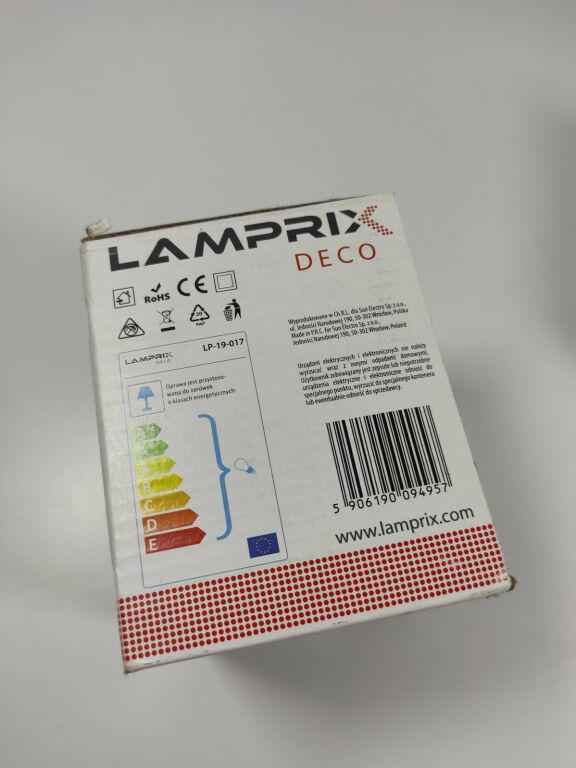 LAMPRIX
DECO
RoHS CE
20
PAP
LAMPRIX
DECO
LP-19-017
Oprawa jest przystoso-
wana do żarówek
o klasach energetycznych:
A
B
C
D
E
Wyprodukowano w Ch.R.L. dla Sun Electro Sp. z o.o.,
ul. Jedności Narodowej 190, 50-302 Wrocław, Polska
Made in P.R.C. for Sun Electro Sp. z o.o.,
Jedności Narodowej 190, 50-302 Wrocław, Poland
Urządzeń elektrycznych i elektronicznych nie należy
wyrzucać wraz z innymi odpadami domowymi.
Użytkownik zobowiązany jest zepsute lub niepotrzebne
urządzenia elektryczne i elektroniczne odnieść do
specjalnego punktu, wyrzucić do specjalnego kontenera
lub ewentualnie odnieść do sprzedawcy.
5 906190 094957
www.lamprix.com